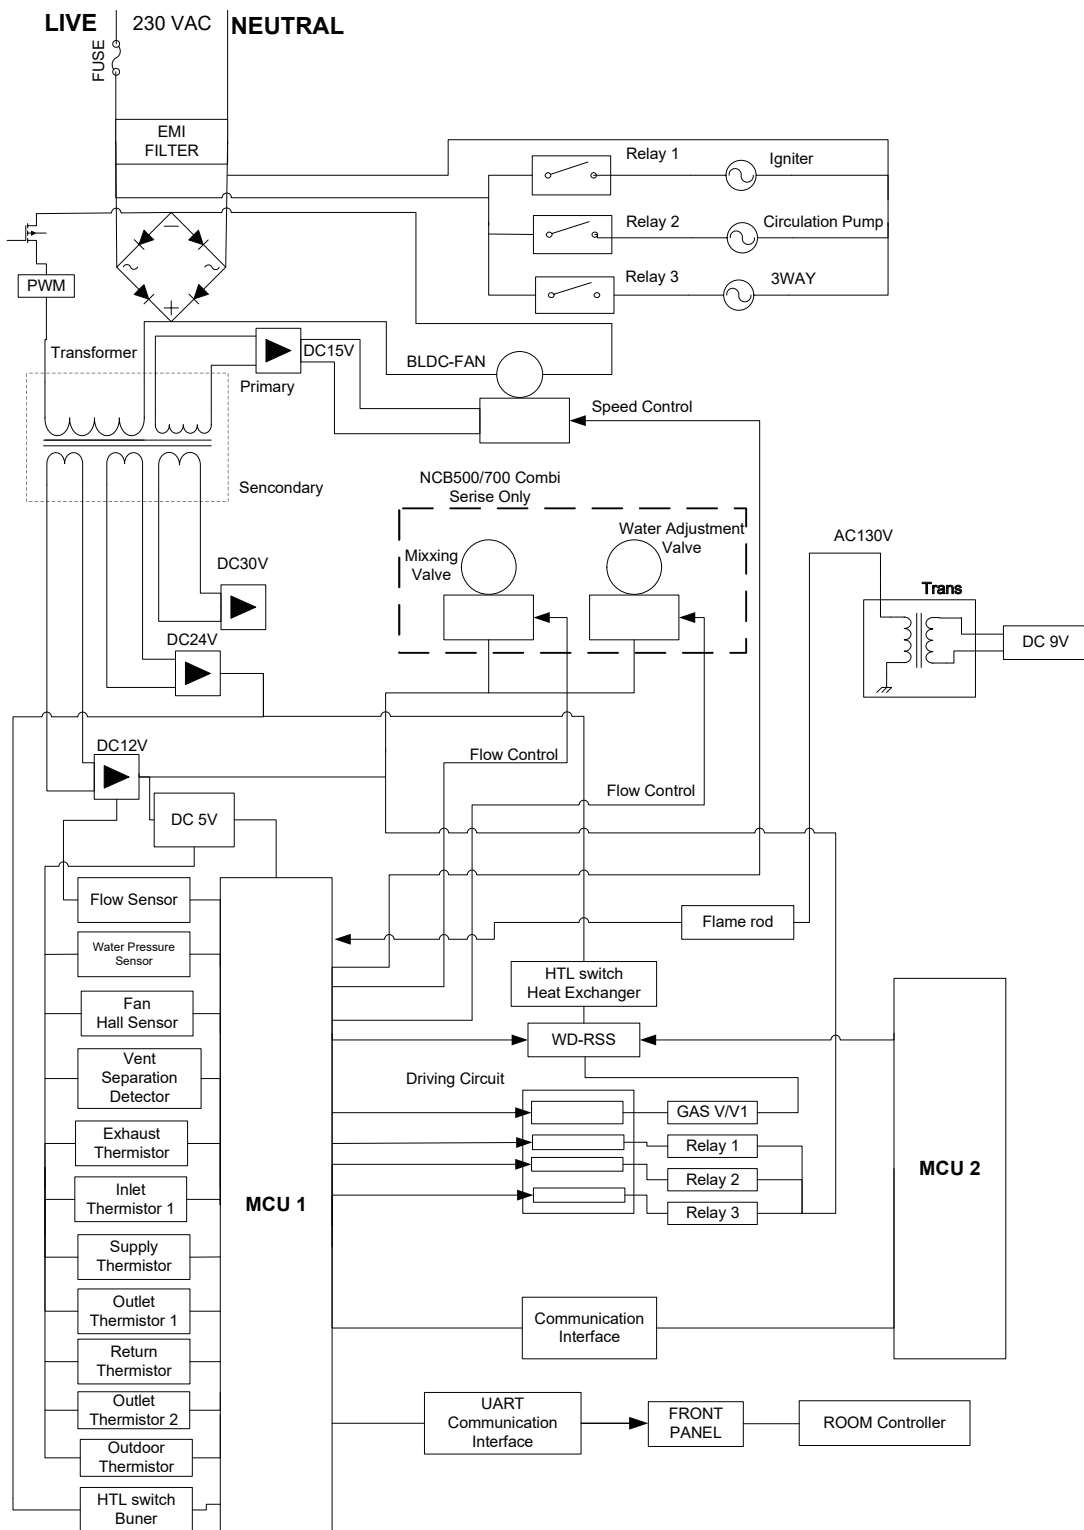 LIVE 230 VAC NEUTRAL
FUSE
EMI
FILTER
Relay 1
Igniter
Relay 2
Circulation Pump
Relay 3
3WAY
PWM
Transformer
Primary
DC15V
BLDC-FAN
Speed Control
Sencondary
NCB500/700 Combi
Serise Only
Mixxing
Valve
Water Adjustment
Valve
AC130V
Trans
DC 9V
DC30V
DC24V
DC12V
DC 5V
Flow Control
Flow Control
Flow Sensor
Water Pressure
Sensor
Fan
Hall Sensor
Vent
Separation
Detector
Exhaust
Thermistor
Inlet
Thermistor 1
Supply
Thermistor
Outlet
Thermistor 1
Return
Thermistor
Outlet
Thermistor 2
Outdoor
Thermistor
HTL switch
Buner
MCU 1
Flame rod
HTL switch
Heat Exchanger
WD-RSS
Driving Circuit
GAS V/V1
Relay 1
Relay 2
Relay 3
MCU 2
Communication
Interface
UART
Communication
Interface
FRONT
PANEL
ROOM Controller